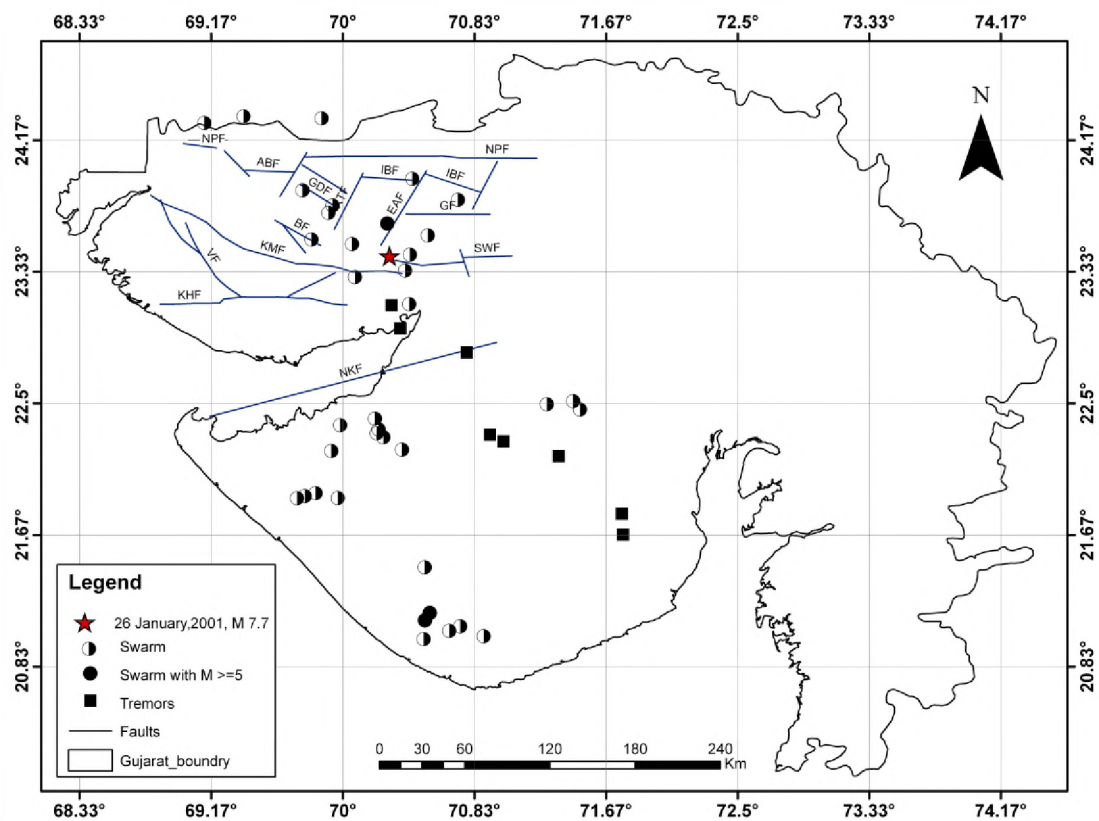 68.33° 69.17° 70° 70.83° 71.67° 72.5° 73.33° 74.17°
N
24.17° 24.17°
NPF NPF
ABF IBF IBF
GDF
EAF GF
BF
KMF SWF
VF
23.33° 23.33°
KHF
NKF
22.5° 22.5°
21.67° 21.67°
Legend
26 January,2001, M 7.7
Swarm
20.83° 20.83°
Swarm with M >=5
Tremors
Faults
Gujarat_boundry
0 30 60 120 180 240
Km
68.33° 69.17° 70° 70.83° 71.67° 72.5° 73.33° 74.17°